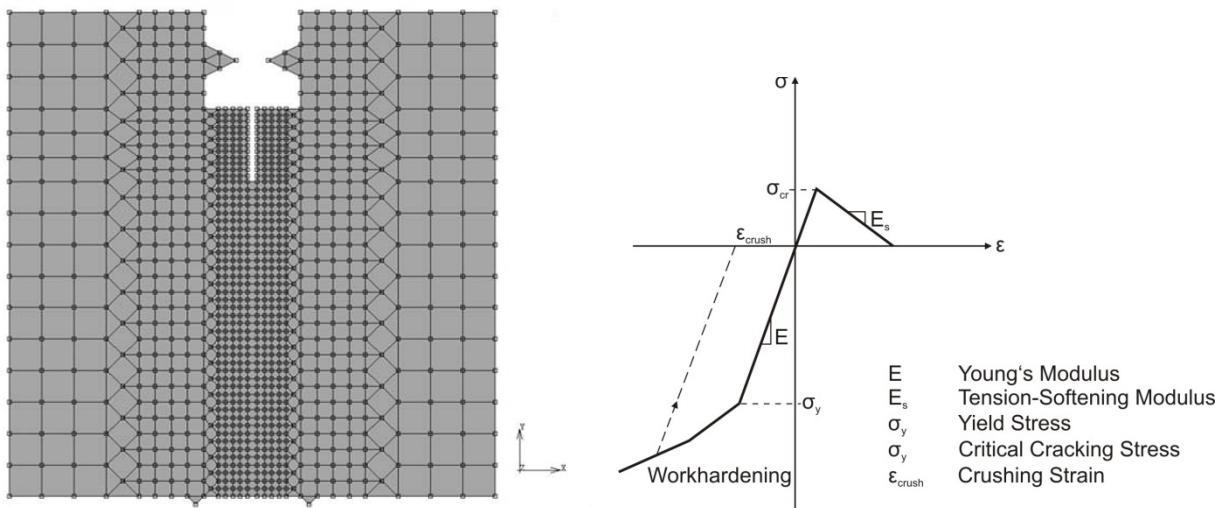 σ
σcr
Es
εcrush
ε
E
σy
Workhardening
E Young's Modulus
Es Tension-Softening Modulus
σy Yield Stress
σy Critical Cracking Stress
εcrush Crushing Strain
Y
Z X